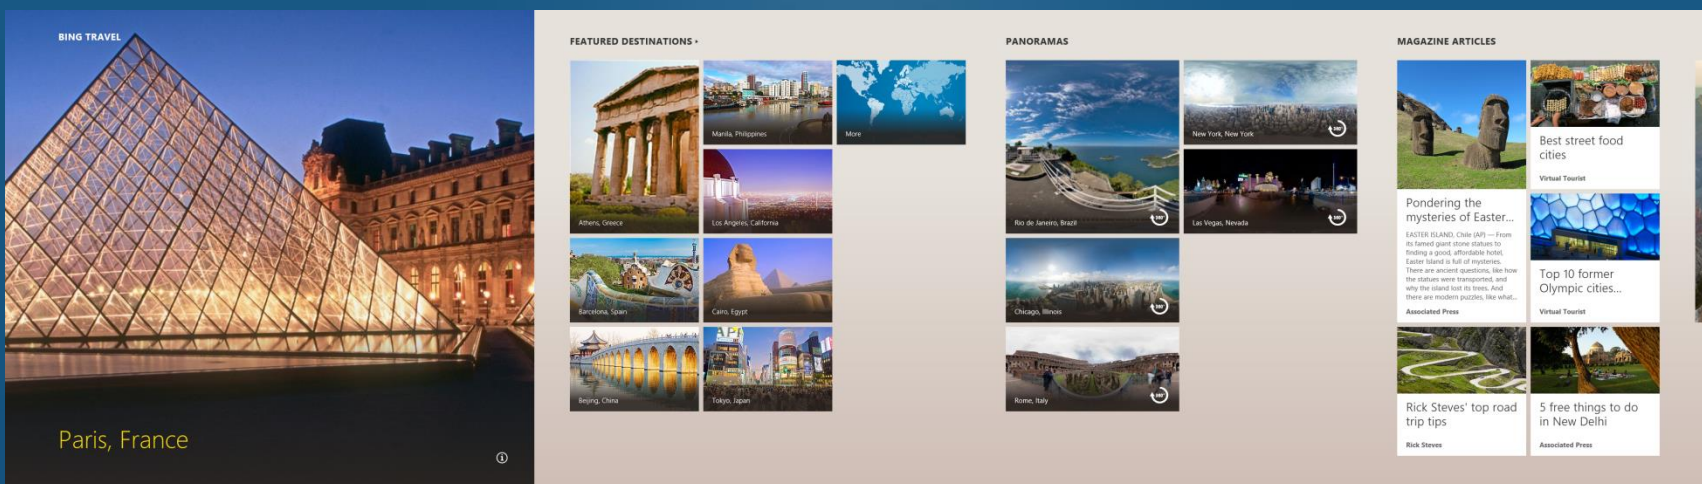 BING TRAVEL
Paris, France
FEATURED DESTINATIONS •
Athens, Greece
Manila, Philippines
More
Los Angeles, California
Barcelona, Spain
Cairo, Egypt
Beijing, China
Tokyo, Japan
PANORAMAS
Rio de Janeiro, Brazil
360°
New York, New York
360°
Las Vegas, Nevada
360°
Chicago, Illinois
360°
Rome, Italy
360°
MAGAZINE ARTICLES
Pondering the
mysteries of Easter...
EASTER ISLAND, Chile (AP) — From
its famed giant stone statues to
finding a good, affordable hotel,
Easter Island is full of mysteries.
There are ancient questions, like how
the statues were transported, and
why the island lost its trees. And
there are modern puzzles, like what...
Associated Press
Best street food
cities
Virtual Tourist
Top 10 former
Olympic cities...
Virtual Tourist
Rick Steves' top road
trip tips
Rick Steves
5 free things to do
in New Delhi
Associated Press